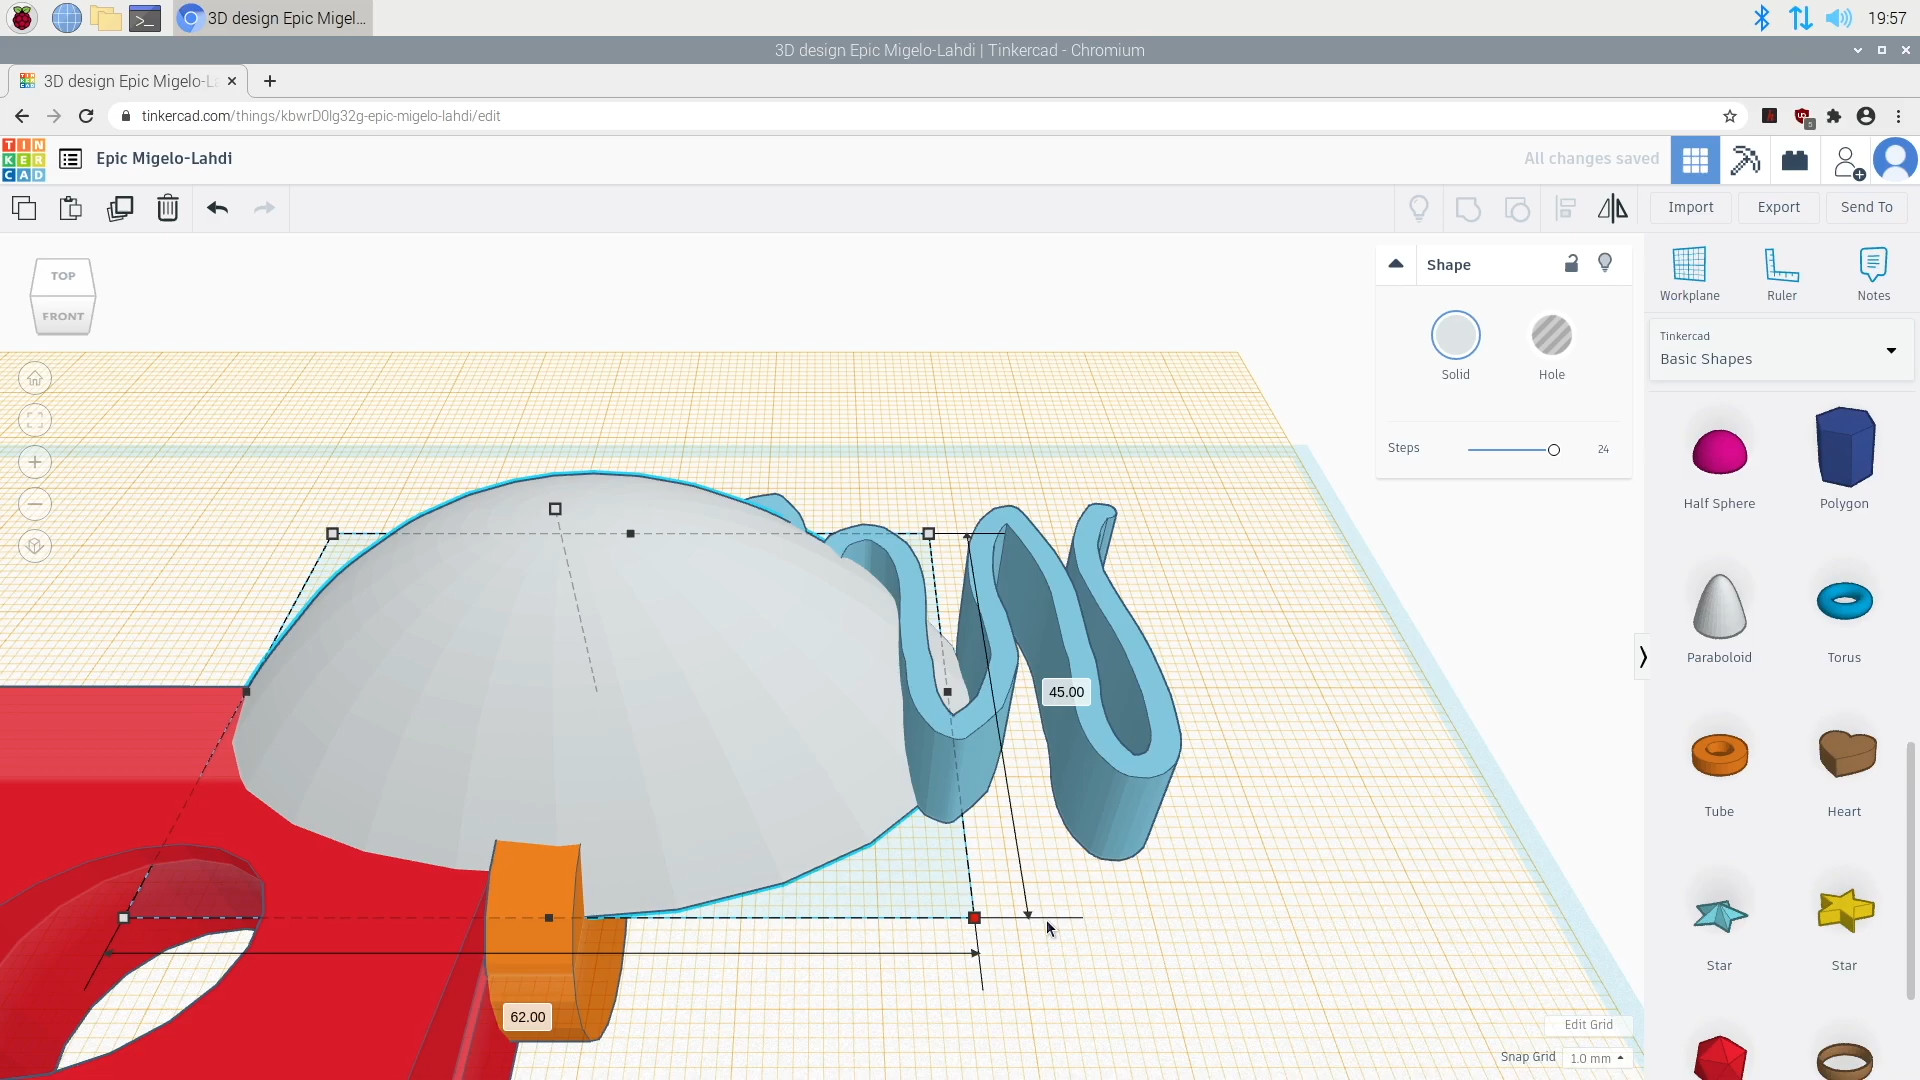 3D design Epic Migel...
19:57
3D design Epic Migelo-Lahdi | Tinkercad - Chromium
3D design Epic Migelo-La
tinkercad.com/things/kbwrD0lg32g-epic-migelo-lahdi/edit
5
TIN
KER
CAD
Epic Migelo-Lahdi
All changes saved
Import
Export
Send To
TOP
FRONT
Shape
Solid
Hole
Steps
24
Workplane
Ruler
Notes
Tinkercad
Basic Shapes
Half Sphere
Polygon
Paraboloid
Torus
Tube
Heart
Star
Star
45.00
62.00
Edit Grid
Snap Grid
1.0 mm